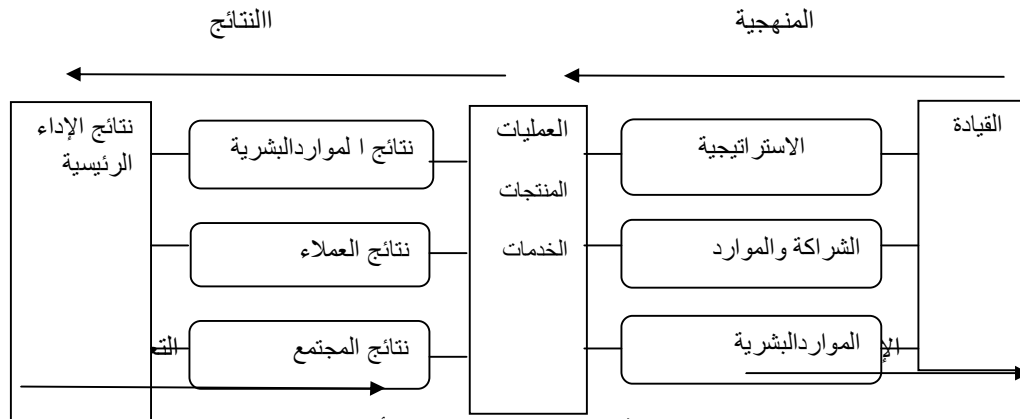 المنهجية
االنتائج
القيادة
الاستراتيجية
الشراكة والموارد
المواردالبشرية
العمليات
المنتجات
الخدمات
نتائج ا لمواردالبشرية
نتائج العملاء
نتائج المجتمع
نتائج الإداء
الرئيسية